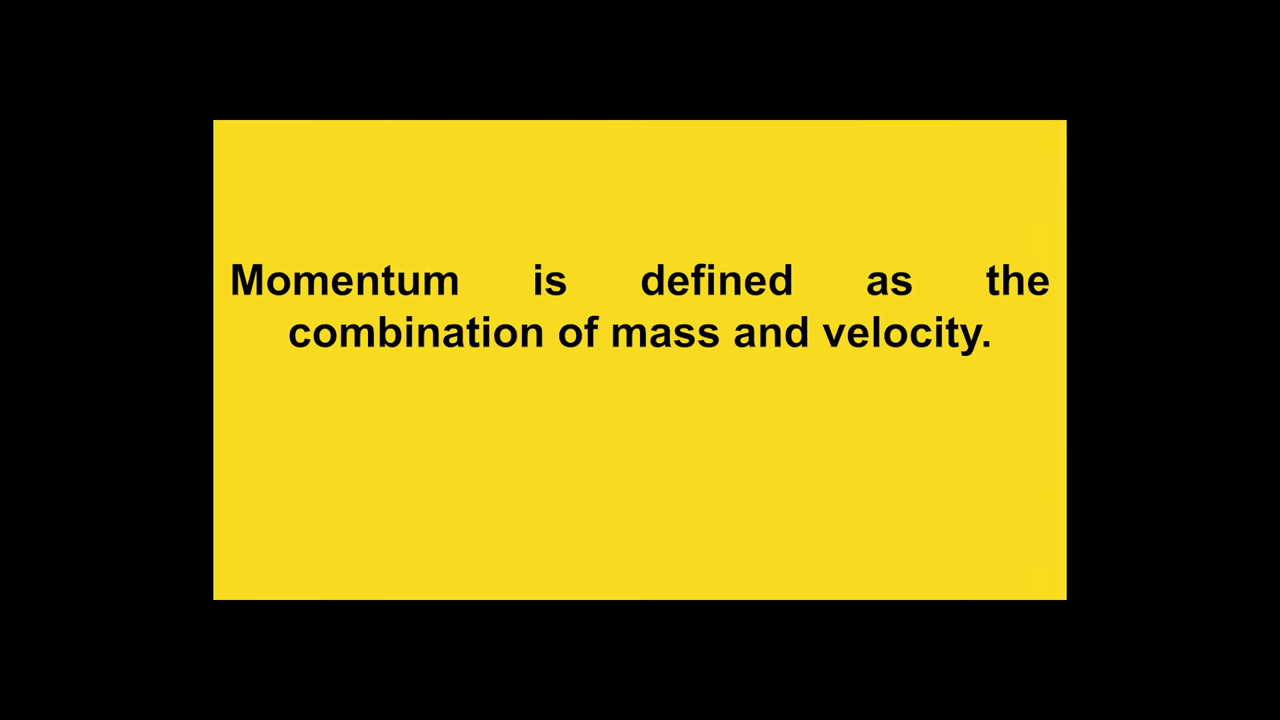 Momentum is defined as the
combination of mass and velocity.